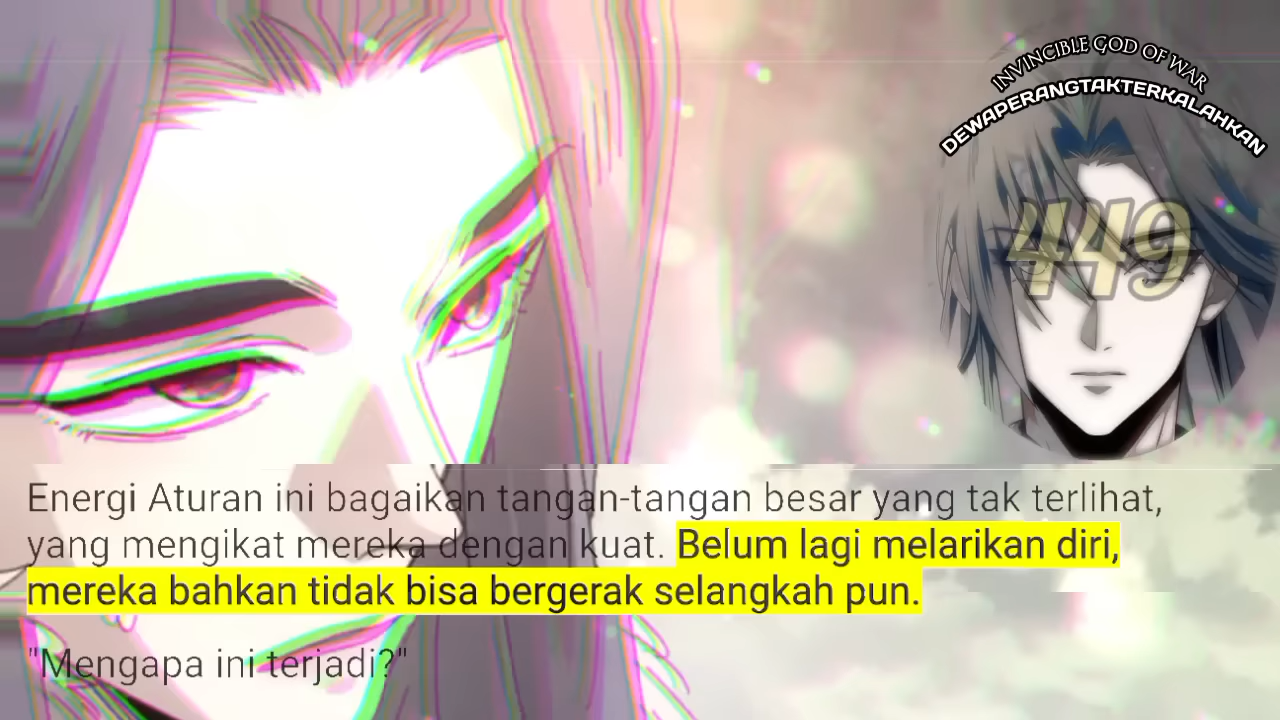 INVINCIBLE GOD OF WAR
DEWAPERANGTAKTERKALAHKAN
449
Energi Aturan ini bagaikan tangan-tangan besar yang tak terlihat,
yang mengikat mereka dengan kuat. Belum lagi melarikan diri,
mereka bahkan tidak bisa bergerak selangkah pun.
"Mengapa ini terjadi?"